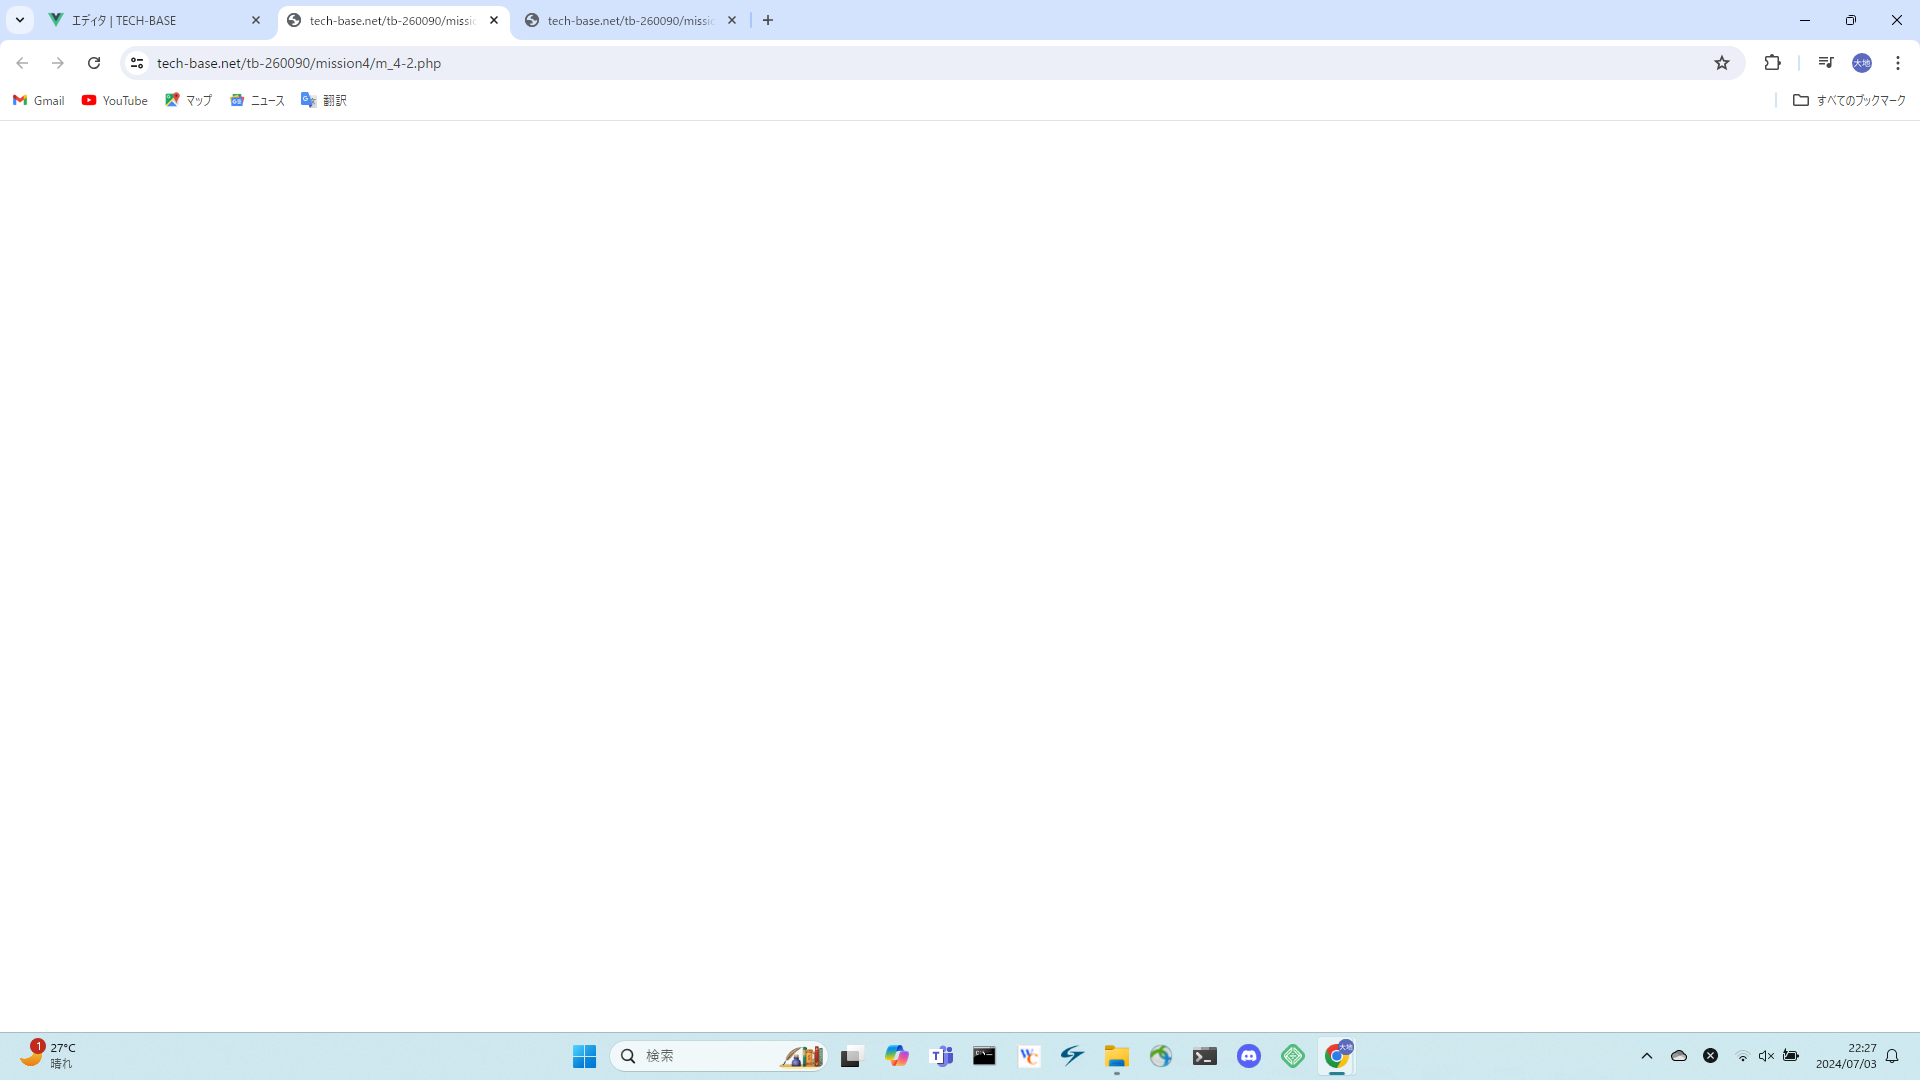 エディタ | TECH-BASE
tech-base.net/tb-260090/missio
tech-base.net/tb-260090/missio
tech-base.net/tb-260090/mission4/m_4-2.php
大地
Gmail
YouTube
マップ
ニュース
翻訳
すべてのブックマーク
1
27°C
晴れ
検索
大地
22:27
2024/07/03